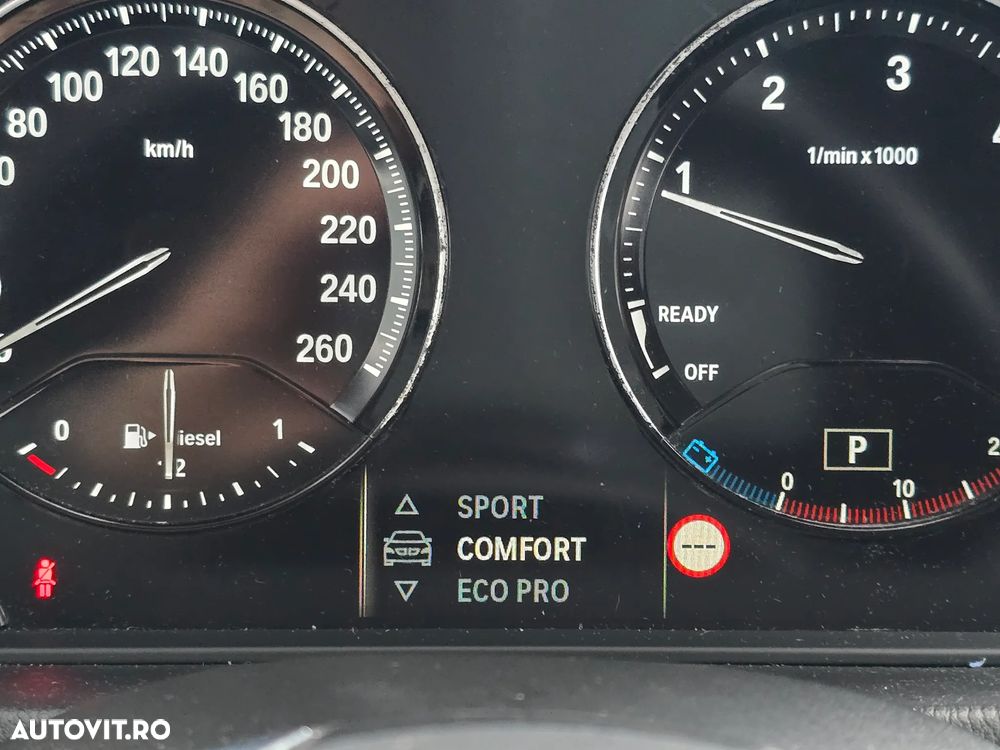 80
100
120
140
160
180
200
220
240
260
km/h
0
1
1/2
1
2
3
1/min x 1000
READY
OFF
P
0
10
SPORT
COMFORT
ECO PRO
---
AUTOVIT.RO